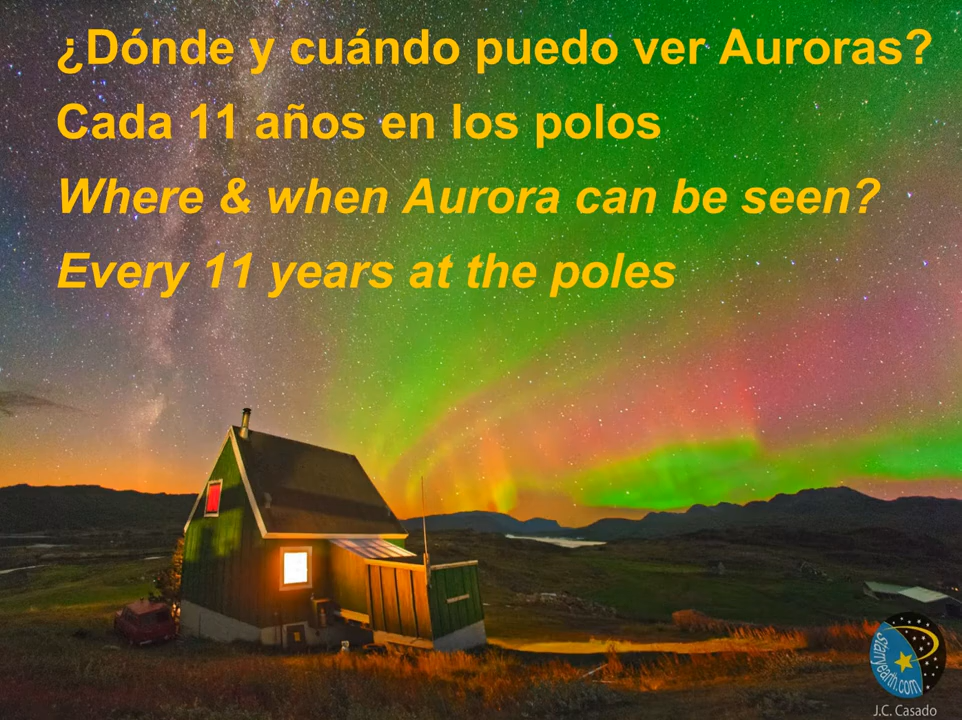 ¿Dónde y cuándo puedo ver Auroras?
Cada 11 años en los polos
Where & when Aurora can be seen?
Every 11 years at the poles
starryearth.com
J.C. Casado